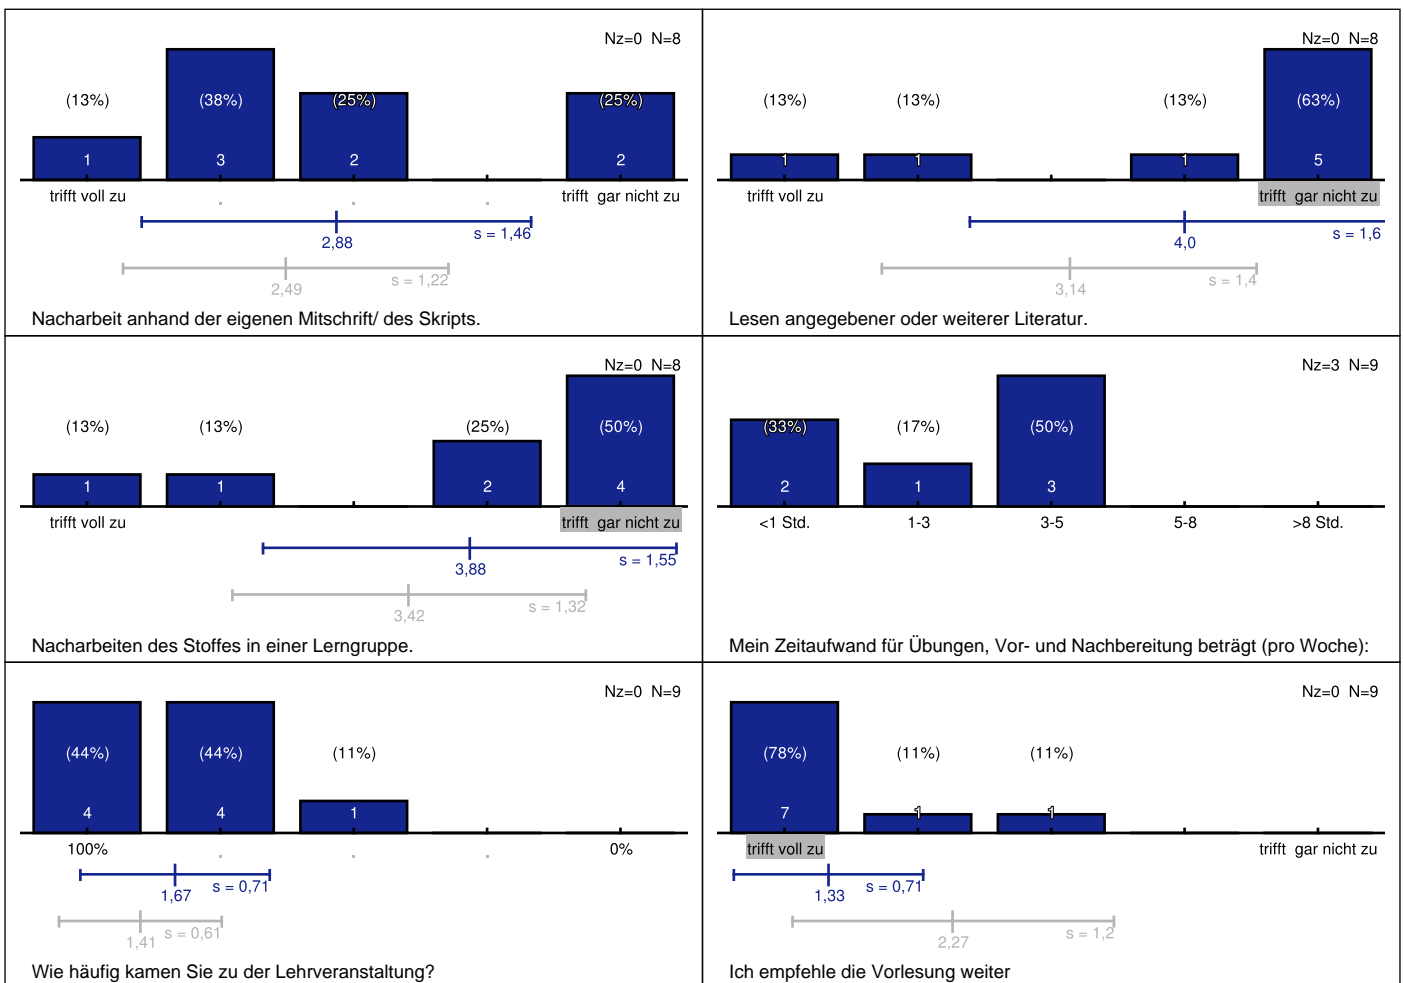 Nz=0 N=8
(13%) (38%) (25%) (25%)
1 3 2 2
trifft voll zu . . . trifft gar nicht zu
2,88 s = 1,46
2,49 s = 1,22
Nacharbeit anhand der eigenen Mitschrift/ des Skripts.
Nz=0 N=8
(13%) (13%) (13%) (63%)
1 1 1 5
trifft voll zu trifft gar nicht zu
4,0 s = 1,6
3,14 s = 1,4
Lesen angegebener oder weiterer Literatur.
Nz=0 N=8
(13%) (13%) (25%) (50%)
1 1 2 4
trifft voll zu trifft gar nicht zu
3,88 s = 1,55
3,42 s = 1,32
Nacharbeiten des Stoffes in einer Lerngruppe.
Nz=3 N=9
(33%) (17%) (50%)
2 1 3
<1 Std. 1-3 3-5 5-8 >8 Std.
Mein Zeitaufwand für Übungen, Vor- und Nachbereitung beträgt (pro Woche):
Nz=0 N=9
(44%) (44%) (11%)
4 4 1
100% . . . 0%
1,67 s = 0,71
1,41 s = 0,61
Wie häufig kamen Sie zu der Lehrveranstaltung?
Nz=0 N=9
(78%) (11%) (11%)
7 1 1
trifft voll zu trifft gar nicht zu
1,33 s = 0,71
2,27 s = 1,2
Ich empfehle die Vorlesung weiter